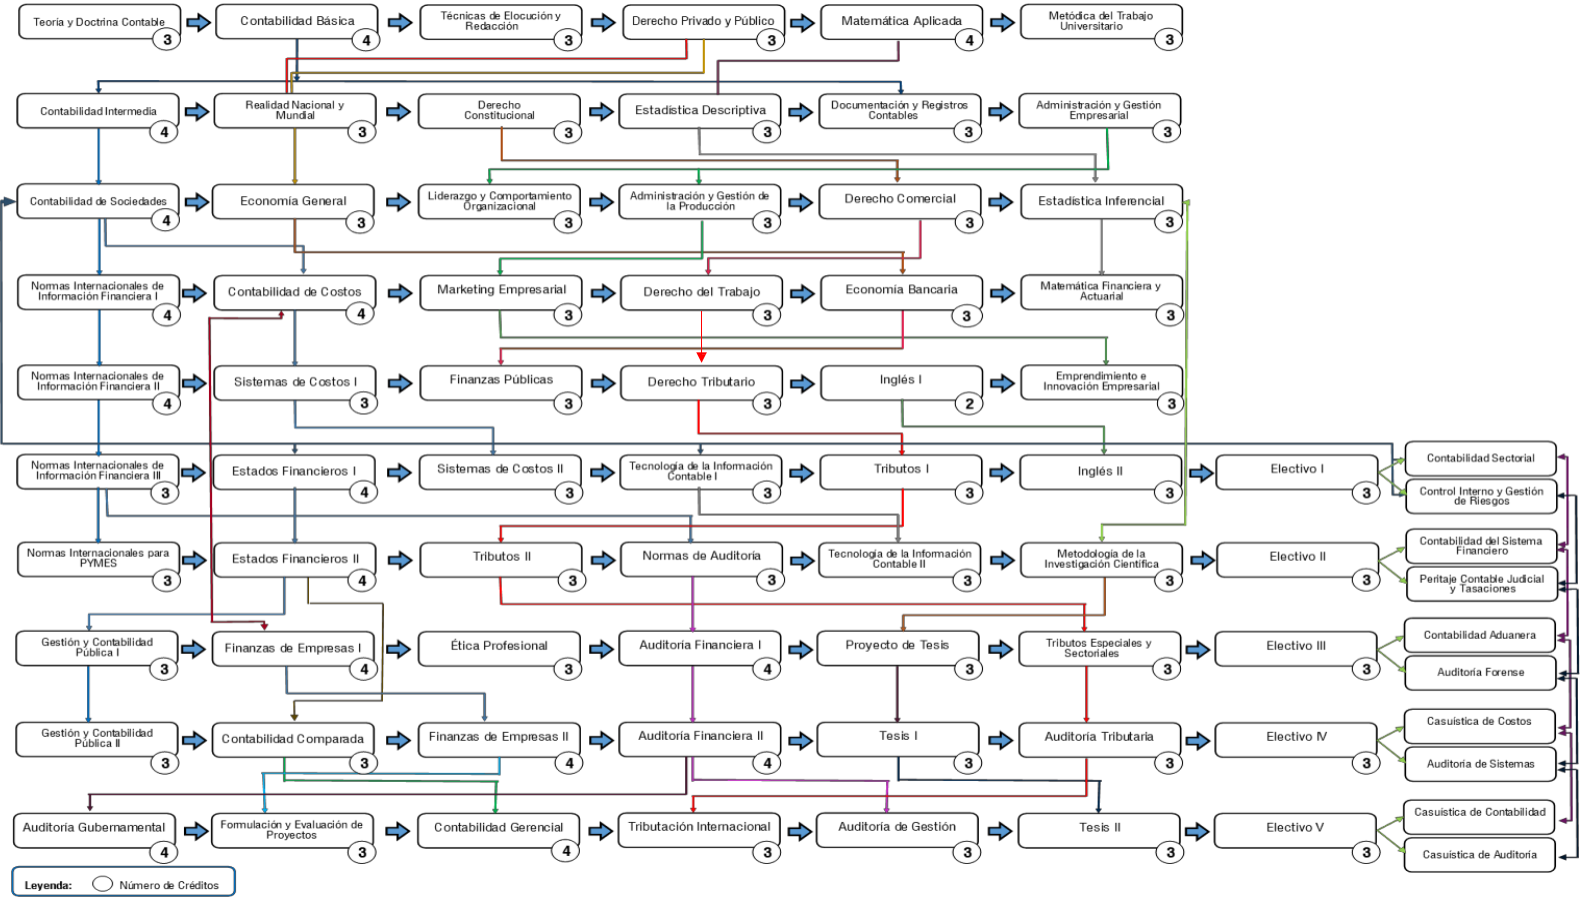 Teoría y Doctrina Contable
3
Contabilidad Básica
4
Técnicas de Elocución y
Redacción
3
Derecho Privado y Público
3
Matemática Aplicada
4
Metódica del Trabajo
Universitario
3
Contabilidad Intermedia
4
Realidad Nacional y
Mundial
3
Derecho
Constitucional
3
Estadística Descriptiva
3
Documentación y Registros
Contables
3
Administración y Gestión
Empresarial
3
Contabilidad de Sociedades
4
Economía General
3
Liderazgo y Comportamiento
Organizacional
3
Administración y Gestión de
la Producción
3
Derecho Comercial
3
Estadística Inferencial
3
Normas Internacionales de
Información Financiera I
4
Contabilidad de Costos
4
Marketing Empresarial
3
Derecho del Trabajo
3
Economía Bancaria
3
Matemática Financiera y
Actuarial
3
Normas Internacionales de
Información Financiera II
4
Sistemas de Costos I
3
Finanzas Públicas
3
Derecho Tributario
3
Inglés I
2
Emprendimiento e
Innovación Empresarial
3
Normas Internacionales de
Información Financiera III
3
Estados Financieros I
4
Sistemas de Costos II
3
Tecnología de la Información
Contable I
3
Tributos I
3
Inglés II
3
Electivo I
3
Contabilidad Sectorial
Control Interno y Gestión
de Riesgos
Normas Internacionales para
PYMES
3
Estados Financieros II
4
Tributos II
3
Normas de Auditoría
3
Tecnología de la Información
Contable II
3
Metodología de la
Investigación Científica
3
Electivo II
3
Contabilidad del Sistema
Financiero
Peritaje Contable Judicial
y Tasaciones
Gestión y Contabilidad
Pública I
3
Finanzas de Empresas I
4
Ética Profesional
3
Auditoría Financiera I
4
Proyecto de Tesis
3
Tributos Especiales y
Sectoriales
3
Electivo III
3
Contabilidad Aduanera
Auditoría Forense
Gestión y Contabilidad
Pública II
3
Contabilidad Comparada
3
Finanzas de Empresas II
4
Auditoría Financiera II
4
Tesis I
3
Auditoría Tributaria
3
Electivo IV
3
Casuística de Costos
Auditoría de Sistemas
Auditoría Gubernamental
4
Formulación y Evaluación de
Proyectos
3
Contabilidad Gerencial
4
Tributación Internacional
3
Auditoría de Gestión
3
Tesis II
3
Electivo V
3
Casuística de Contabilidad
Casuística de Auditoría
Leyenda: Número de Créditos